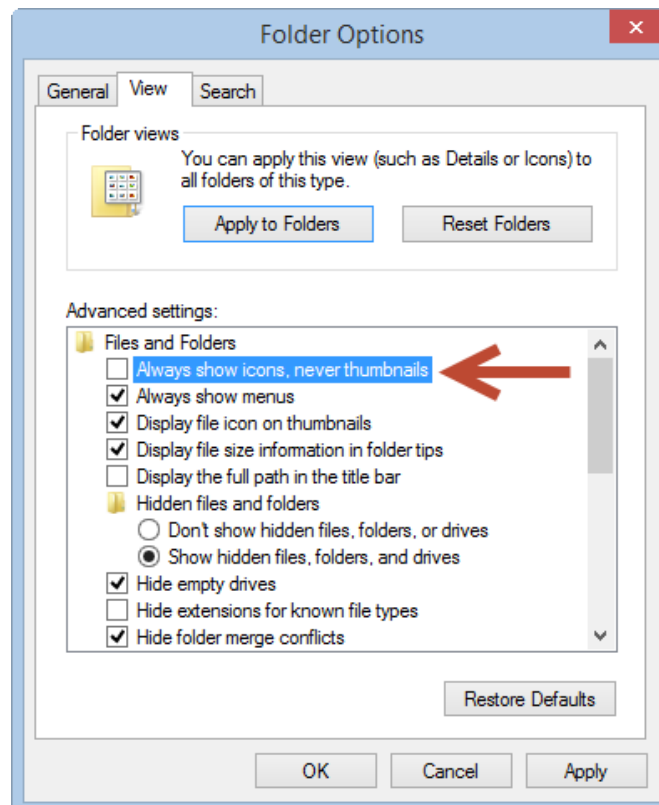 Folder Options
General
View
Search
Folder views
You can apply this view (such as Details or Icons) to
all folders of this type.
Apply to Folders
Reset Folders
Advanced settings:
Files and Folders
Always show icons, never thumbnails
Always show menus
Display file icon on thumbnails
Display file size information in folder tips
Display the full path in the title bar
Hidden files and folders
Don't show hidden files, folders, or drives
Show hidden files, folders, and drives
Hide empty drives
Hide extensions for known file types
Hide folder merge conflicts
Restore Defaults
OK
Cancel
Apply